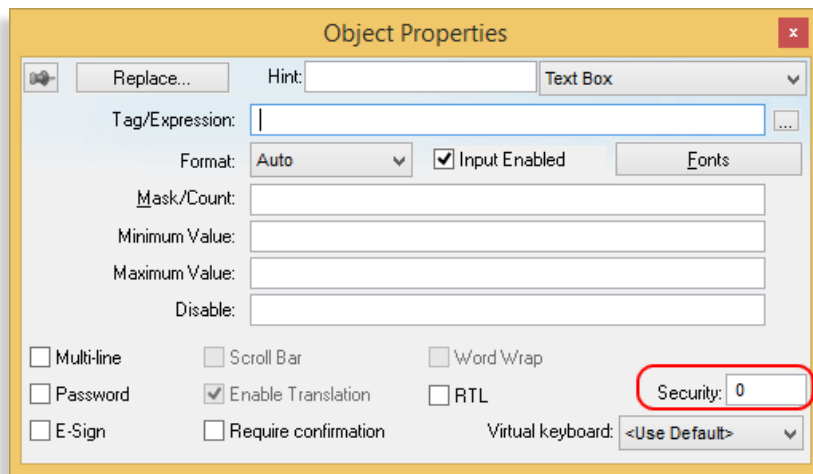 Object Properties x
Replace... Hint: Text Box
Tag/Expression: ...
Format: Auto Input Enabled Fonts
Mask/Count:
Minimum Value:
Maximum Value:
Disable:
Multi-line Scroll Bar Word Wrap
Password Enable Translation RTL Security: 0
E-Sign Require confirmation Virtual keyboard: <Use Default>